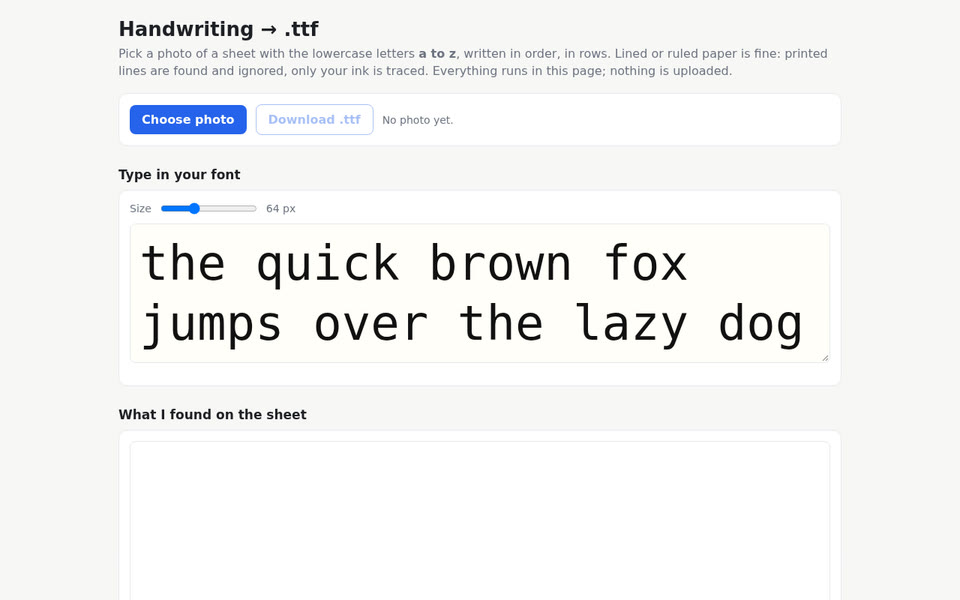 Handwriting → .ttf
Pick a photo of a sheet with the lowercase letters a to z, written in order, in rows. Lined or ruled paper is fine: printed
lines are found and ignored, only your ink is traced. Everything runs in this page; nothing is uploaded.
Choose photo Download .ttf No photo yet.
Type in your font
Size 64 px
the quick brown fox
jumps over the lazy dog
What I found on the sheet